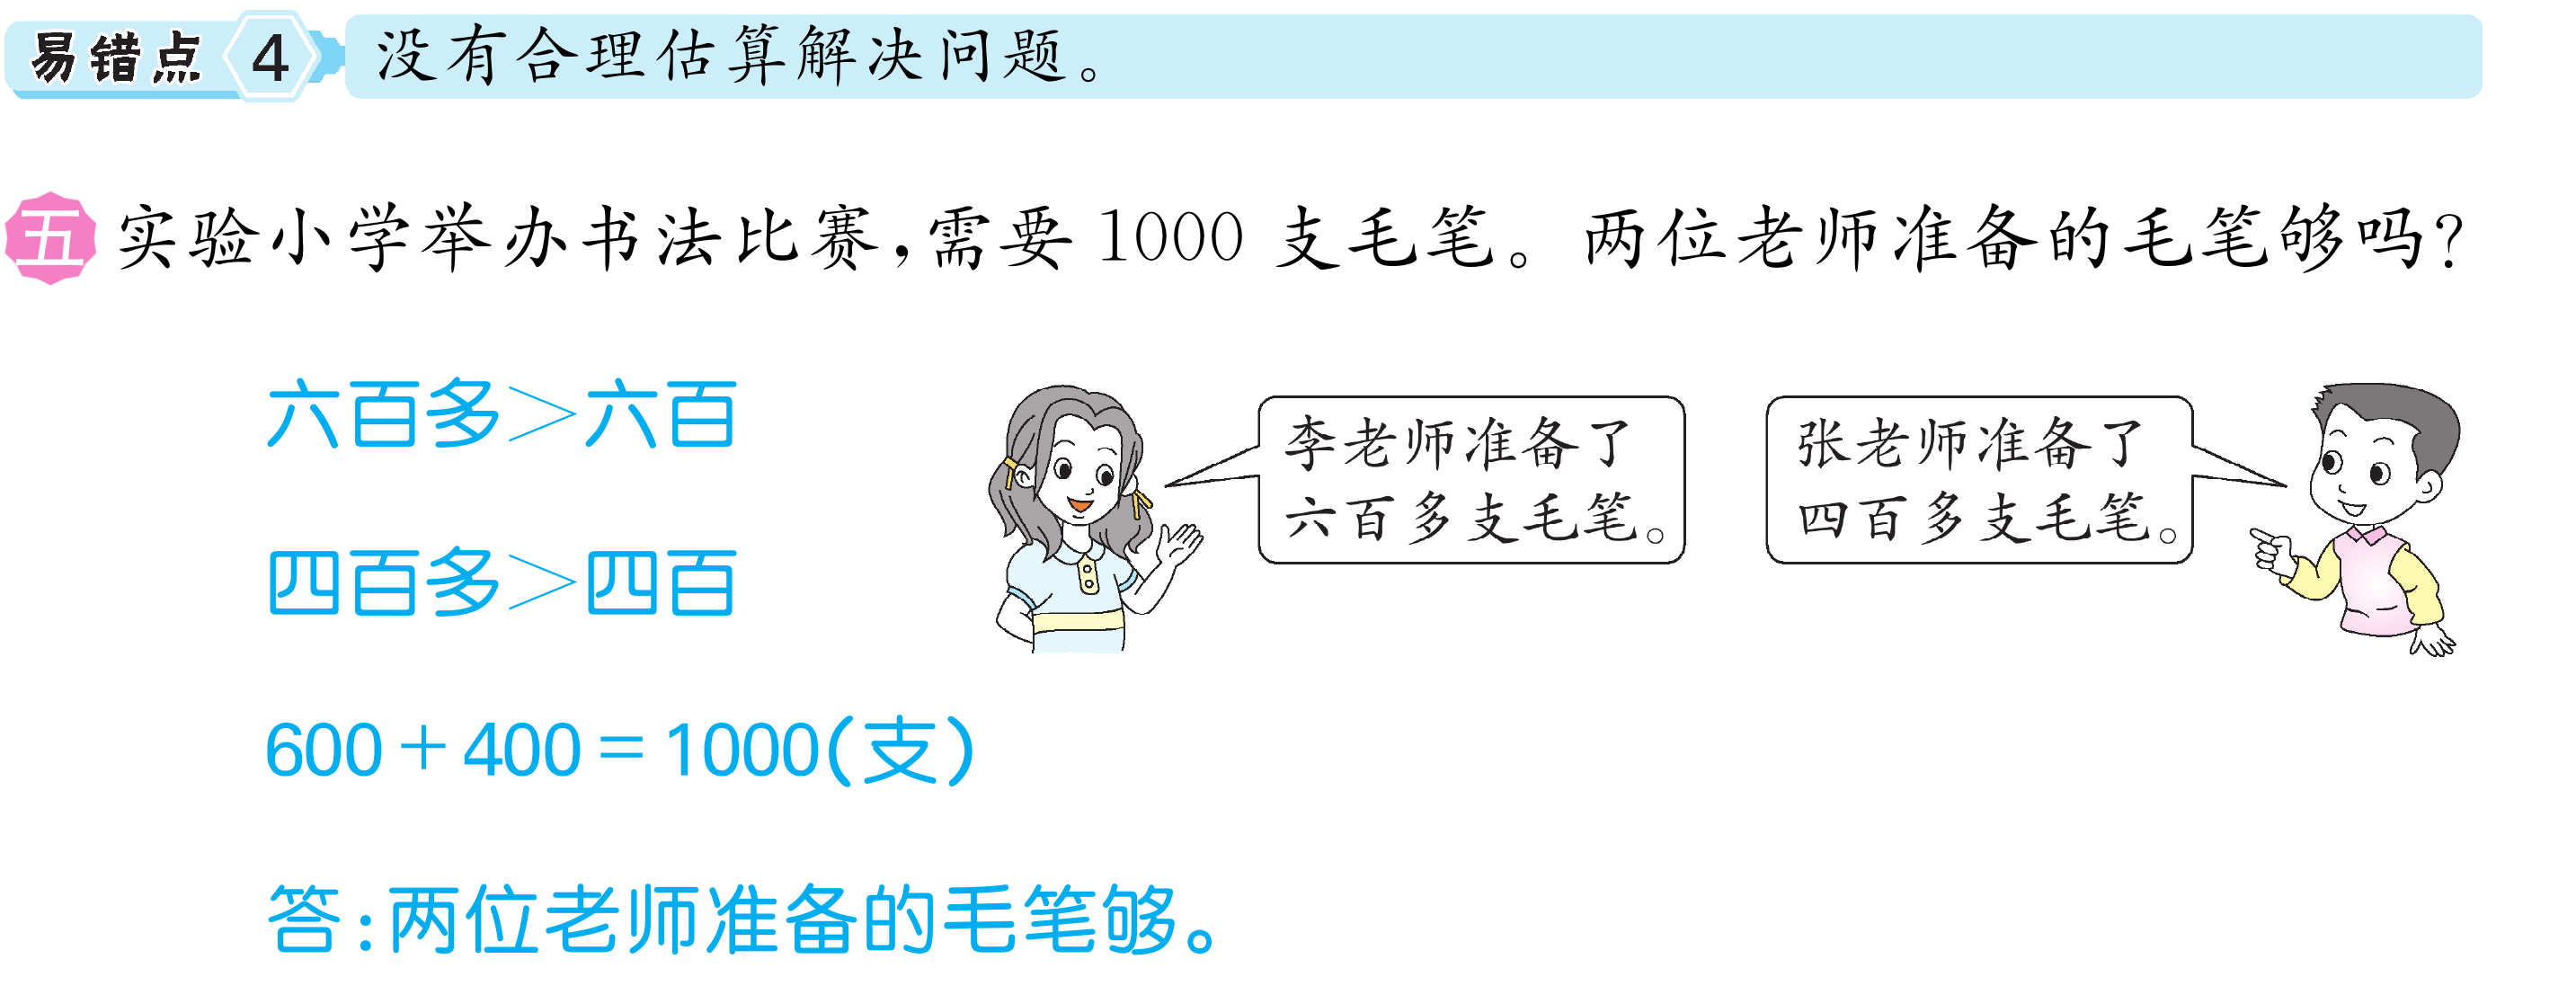 易错点 4 没有合理估算解决问题。
五 实验小学举办书法比赛,需要 1000 支毛笔。两位老师准备的毛笔够吗?
六百多>六百
四百多>四百
600+400=1000(支)
答:两位老师准备的毛笔够。
李老师准备了
六百多支毛笔。
张老师准备了
四百多支毛笔。